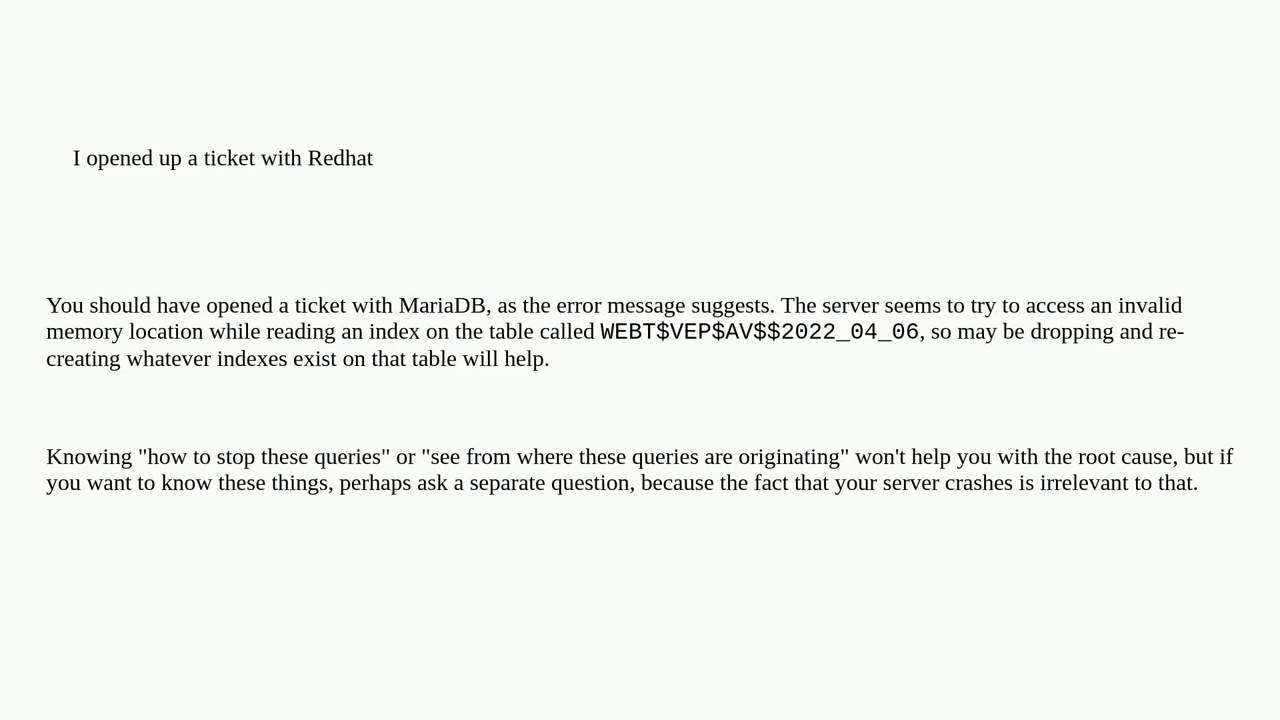 I opened up a ticket with Redhat
You should have opened a ticket with MariaDB, as the error message suggests. The server seems to try to access an invalid
memory location while reading an index on the table called WEBT$VEP$AV$$2022_04_06, so may be dropping and re-
creating whatever indexes exist on that table will help.
Knowing "how to stop these queries" or "see from where these queries are originating" won't help you with the root cause, but if
you want to know these things, perhaps ask a separate question, because the fact that your server crashes is irrelevant to that.